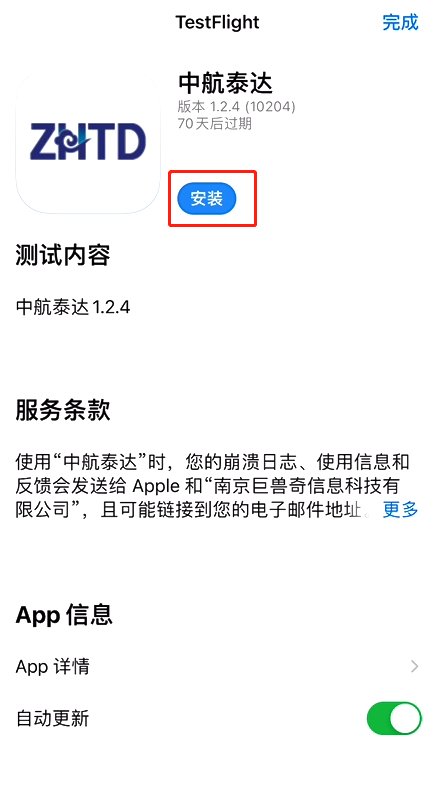 TestFlight
完成
ZHTD
中航泰达
版本 1.2.4 (10204)
70 天后过期
安装
测试内容
中航泰达 1.2.4
服务条款
使用“中航泰达”时，您的崩溃日志、使用信息和
反馈会发送给 Apple 和“南京巨兽奇信息科技有
限公司”，且可能链接到您的电子邮件地址。 更多
App 信息
App 详情
自动更新